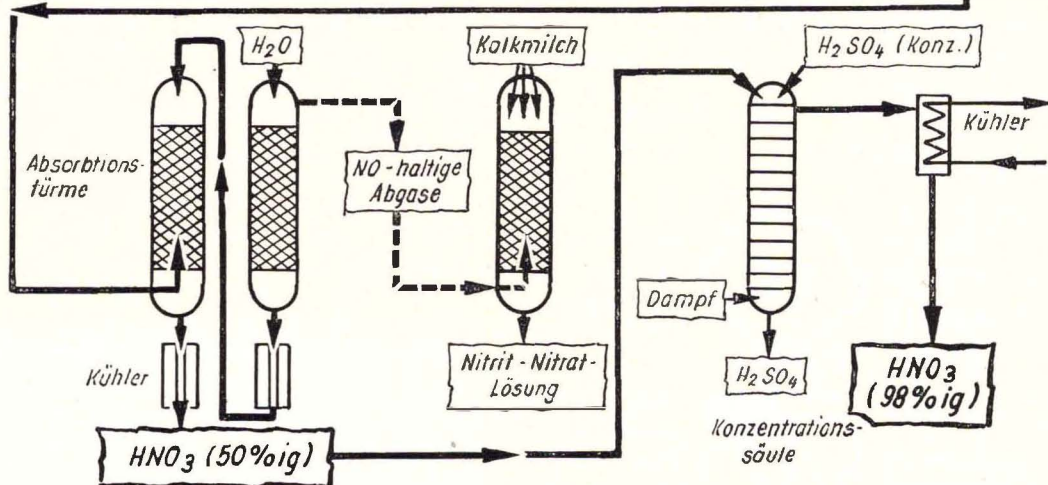 H₂O
Kalkmilch
H₂SO₄ (Konz.)
Kühler
Absorbtions-
türme
NO-haltige
Abgase
Dampf
Kühler
Nitrit-Nitrat-
Lösung
H₂SO₄
HNO₃
(98%ig)
Konzentrations-
säule
HNO₃ (50%ig)